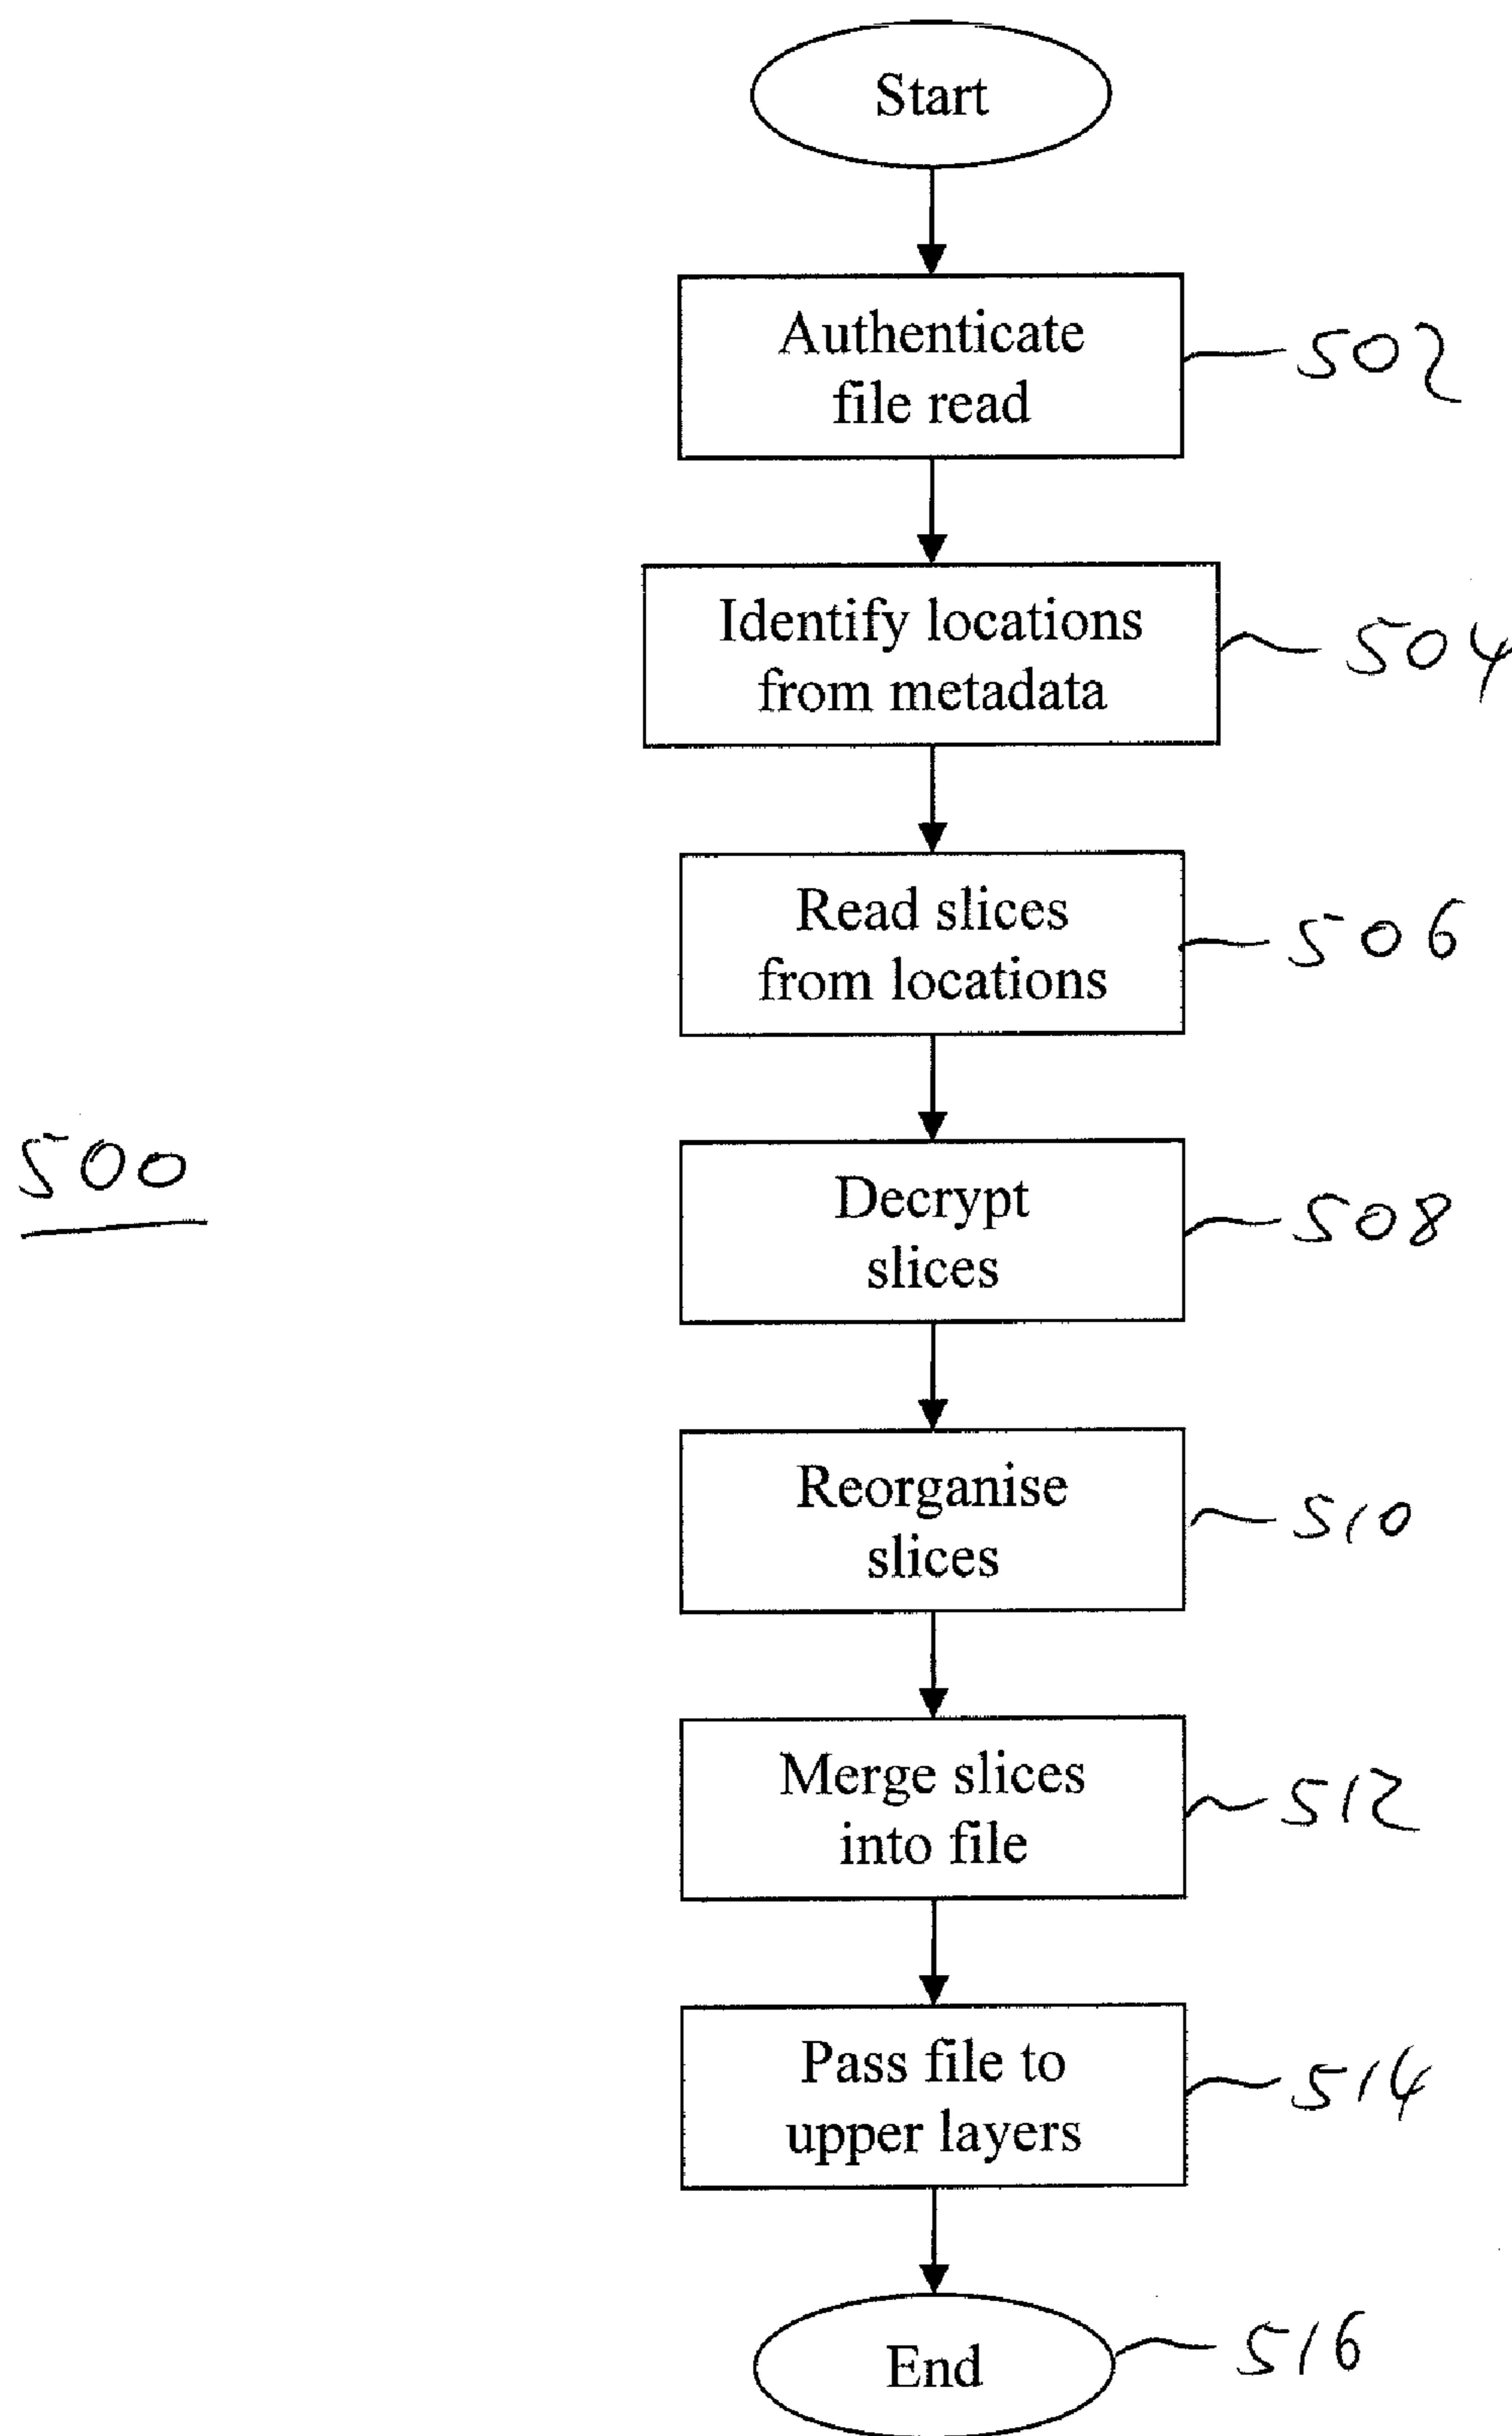 Start
Authenticate
file read
502
Identify locations
from metadata
504
Read slices
from locations
506
500
Decrypt
slices
508
Reorganise
slices
510
Merge slices
into file
512
Pass file to
upper layers
514
End
516